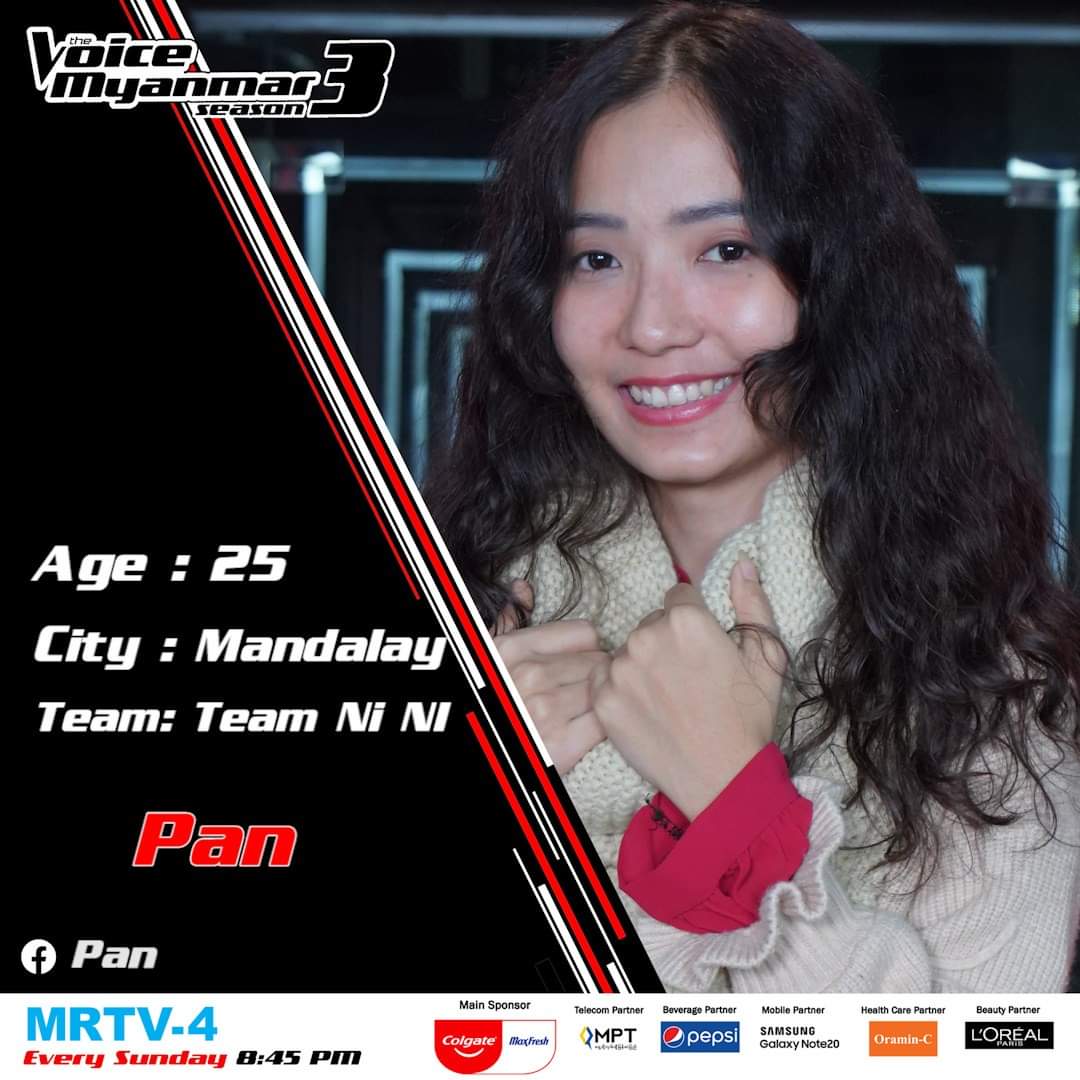 the
Voice
Myanmar
season 3
Age : 25
City : Mandalay
Team: Team Ni NI
Pan
Pan
MRTV-4
Every Sunday 8:45 PM
Main Sponsor
Colgate MaxFresh
Telecom Partner
MPT
Beverage Partner
pepsi
Mobile Partner
SAMSUNG
Galaxy Note20
Health Care Partner
Oramin-C
Beauty Partner
L'ORÉAL
PARIS